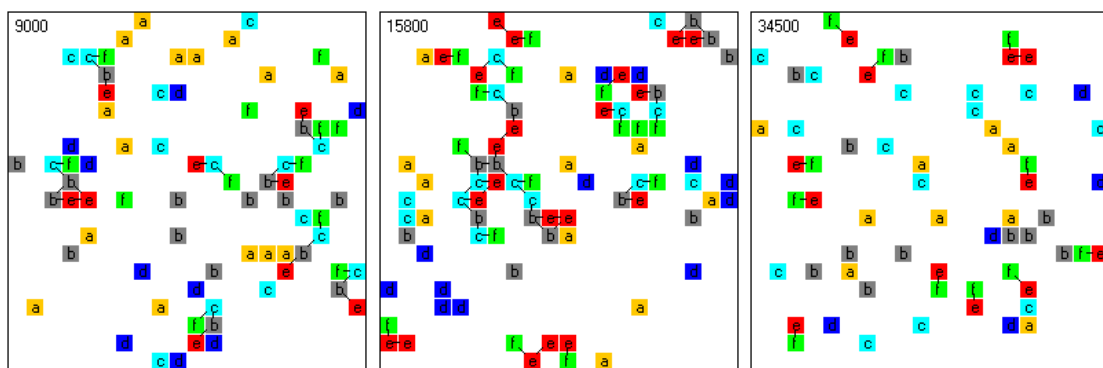 9000 a c
a a
c c f a a f
b a a
e c d
a f e d
b f f
d a c c
b c f d e c c f
b f b e
b e e f b b b b
c f
a b c
b a a a b
d b e f c
d c b
a a c e
f b
d e d
c d
15800 e c b
e f e e b
a e f c b
e f a d e d
f c f e b
b e c c
e f f f
f e a
a b b a d
a c e c f d c f c d
c c e c b e a d
c a b b e e b
b c f b a
d
b d
d d
d d a
f
e e f e e
e f a
34500 f
e f
c f b e e
b c e
c c c d
c
a c a c
b c c
e f a f
c e
f e
a a a b
d b b
b b b f e
c b a e f
b f f e
e c
e d c d a
f c